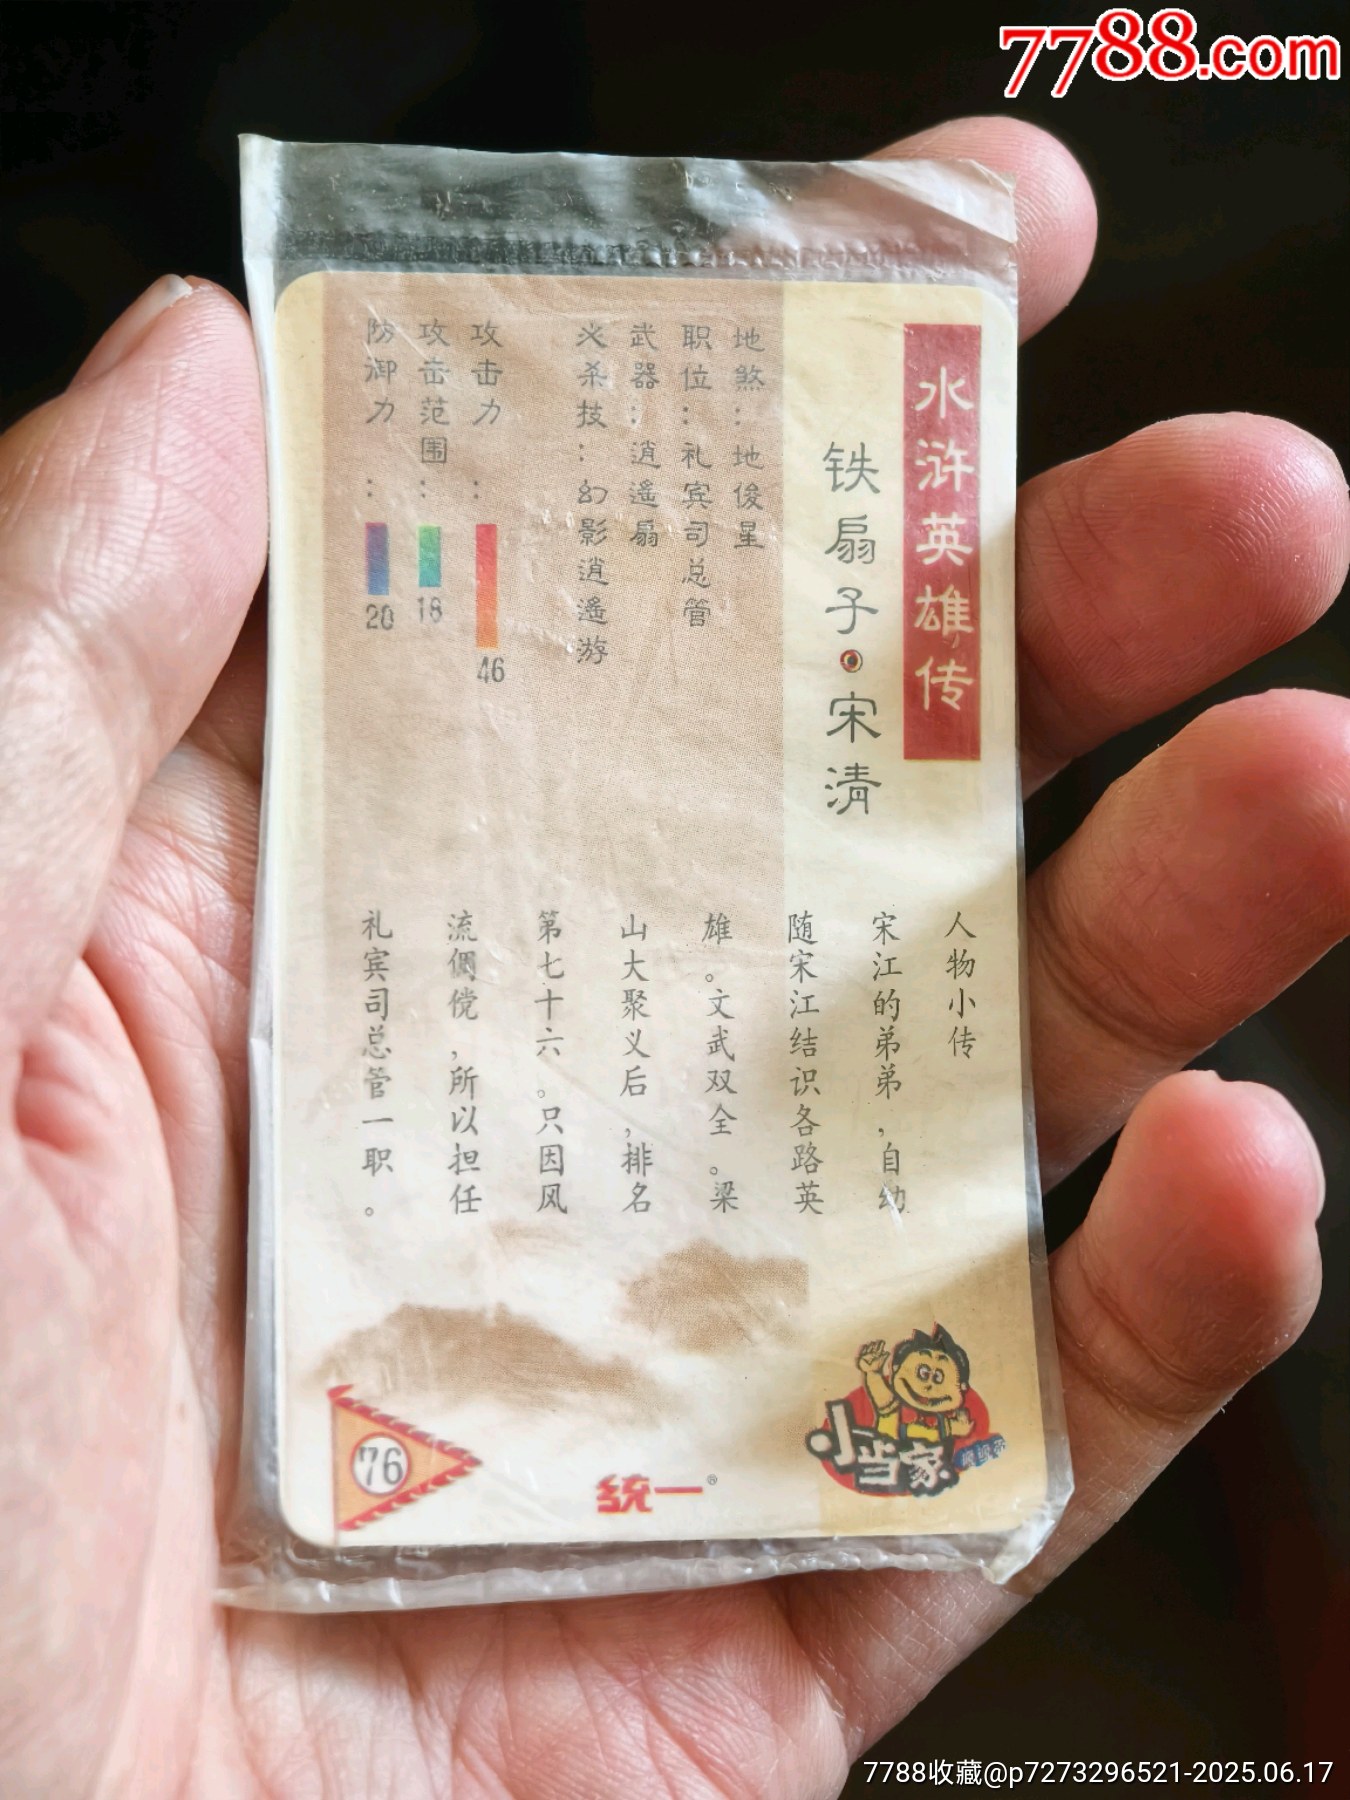 7788.com
水浒英雄传
铁扇子·宋清
地煞：地俊星
职位：礼宾司总管
武器：逍遥扇
必杀技：幻影逍遥游
攻击力：46
攻击范围：18
防御力：20
人物小传
宋江的弟弟，自幼
随宋江结识各路英
雄。文武双全。梁
山大聚义后，排名
第七十六。只因风
流倜傥，所以担任
礼宾司总管一职。
小当家
统一®
76
7788收藏@p7273296521-2025.06.17